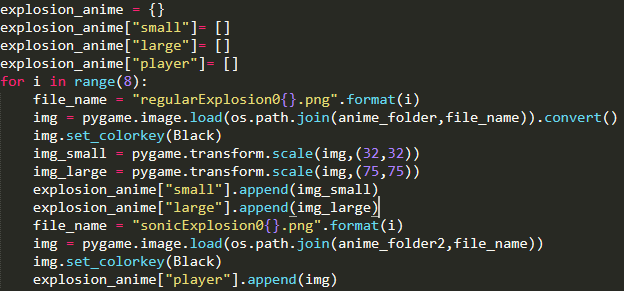 explosion_anime = {}
explosion_anime["small"]= []
explosion_anime["large"]= []
explosion_anime["player"]= []
for i in range(8):
    file_name = "regularExplosion0{}.png".format(i)
    img = pygame.image.load(os.path.join(anime_folder,file_name)).convert()
    img.set_colorkey(Black)
    img_small = pygame.transform.scale(img,(32,32))
    img_large = pygame.transform.scale(img,(75,75))
    explosion_anime["small"].append(img_small)
    explosion_anime["large"].append(img_large)
    file_name = "sonicExplosion0{}.png".format(i)
    img = pygame.image.load(os.path.join(anime_folder2,file_name))
    img.set_colorkey(Black)
    explosion_anime["player"].append(img)